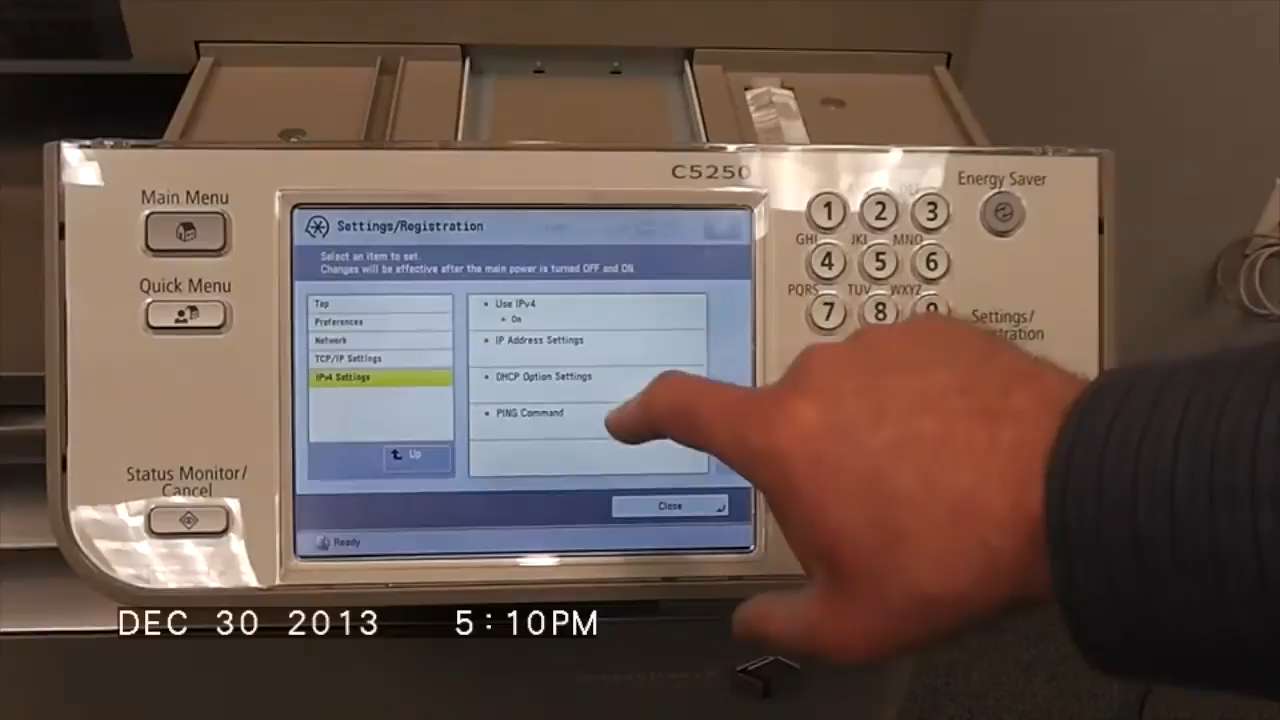 C5250
Main Menu
Quick Menu
Status Monitor/
Cancel
Settings/Registration
Select an item to set.
Changes will be effective after the main power is turned OFF and ON
Top
Preferences
Network
TCP/IP Settings
IPv4 Settings
Up
• Use IPv4
• On
• IP Address Settings
• DHCP Option Settings
• PING Command
Close
Ready
Energy Saver
1 2 3
GHI JKL MNO
4 5 6
PQRS TUV WXYZ
7 8 9
Settings/
DEC 30 2013 5:10PM